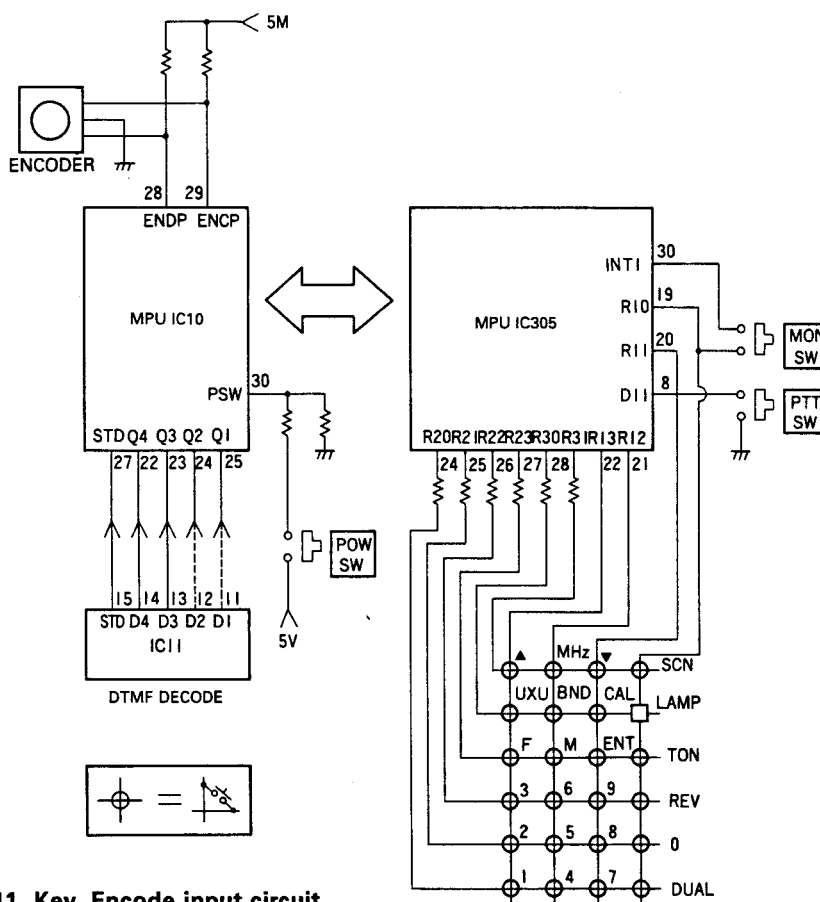 5M
ENCODER
28 29
ENDP ENCP
MPU IC10
PSW
30
STD Q4 Q3 Q2 Q1
27 22 23 24 25
15 14 13 12 11
STD D4 D3 D2 D1
IC11
DTMF DECODE
POW
SW
5V
MPU IC305
INT1 30
R10 19
R11 20
D11 8
MON
SW
PTT
SW
R20 R21 R22 R23 R30 R31 R13 R12
24 25 26 27 28 22 21
▲ MHz ▼ SCN
UXU BND CAL LAMP
F M ENT TON
3 6 9 REV
2 5 8 0
1 4 7 DUAL
=
11 Key, Encode input circuit